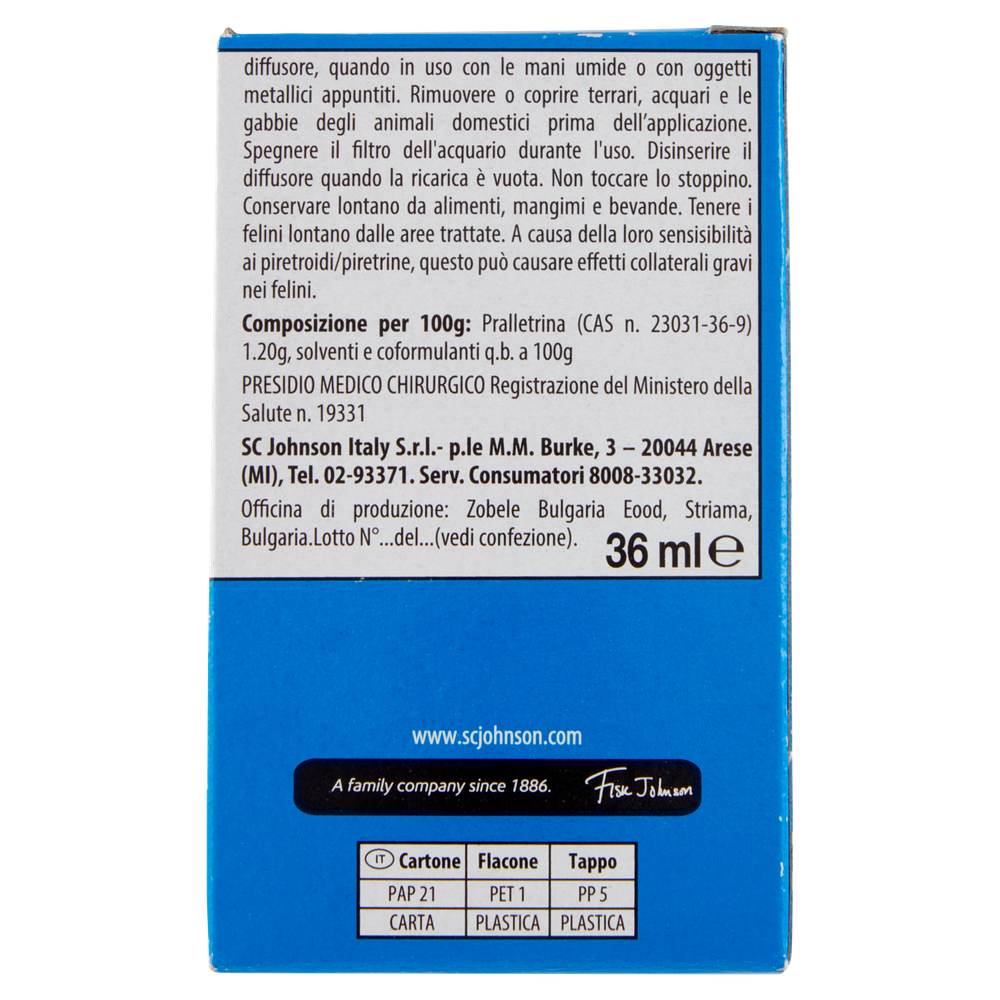 diffusore, quando in uso con le mani umide o con oggetti
metallici appuntiti. Rimuovere o coprire terrari, acquari e le
gabbie degli animali domestici prima dell'applicazione.
Spegnere il filtro dell'acquario durante l'uso. Disinserire il
diffusore quando la ricarica è vuota. Non toccare lo stoppino.
Conservare lontano da alimenti, mangimi e bevande. Tenere i
felini lontano dalle aree trattate. A causa della loro sensisibilità
ai piretroidi/piretrine, questo può causare effetti collaterali gravi
nei felini.
Composizione per 100g: Pralletrina (CAS n. 23031-36-9)
1.20g, solventi e coformulanti q.b. a 100g
PRESIDIO MEDICO CHIRURGICO Registrazione del Ministero della
Salute n. 19331
SC Johnson Italy S.r.l.- p.le M.M. Burke, 3 – 20044 Arese
(MI), Tel. 02-93371. Serv. Consumatori 8008-33032.
Officina di produzione: Zobele Bulgaria Eood, Striama,
Bulgaria.Lotto N°...del...(vedi confezione).
36 ml ℮
www.scjohnson.com
A family company since 1886. Fisk Johnson
IT Cartone Flacone Tappo
PAP 21 PET 1 PP 5
CARTA PLASTICA PLASTICA